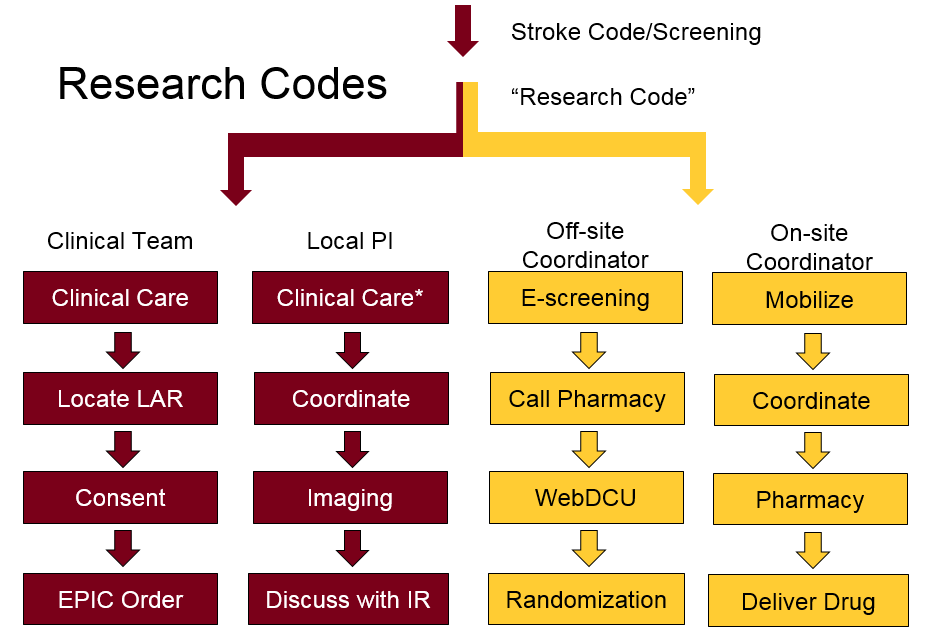 Stroke Code/Screening
Research Codes
“Research Code”
Clinical Team
Local PI
Off-site
Coordinator
On-site
Coordinator
Clinical Care
Clinical Care*
E-screening
Mobilize
Locate LAR
Coordinate
Call Pharmacy
Coordinate
Consent
Imaging
WebDCU
Pharmacy
EPIC Order
Discuss with IR
Randomization
Deliver Drug